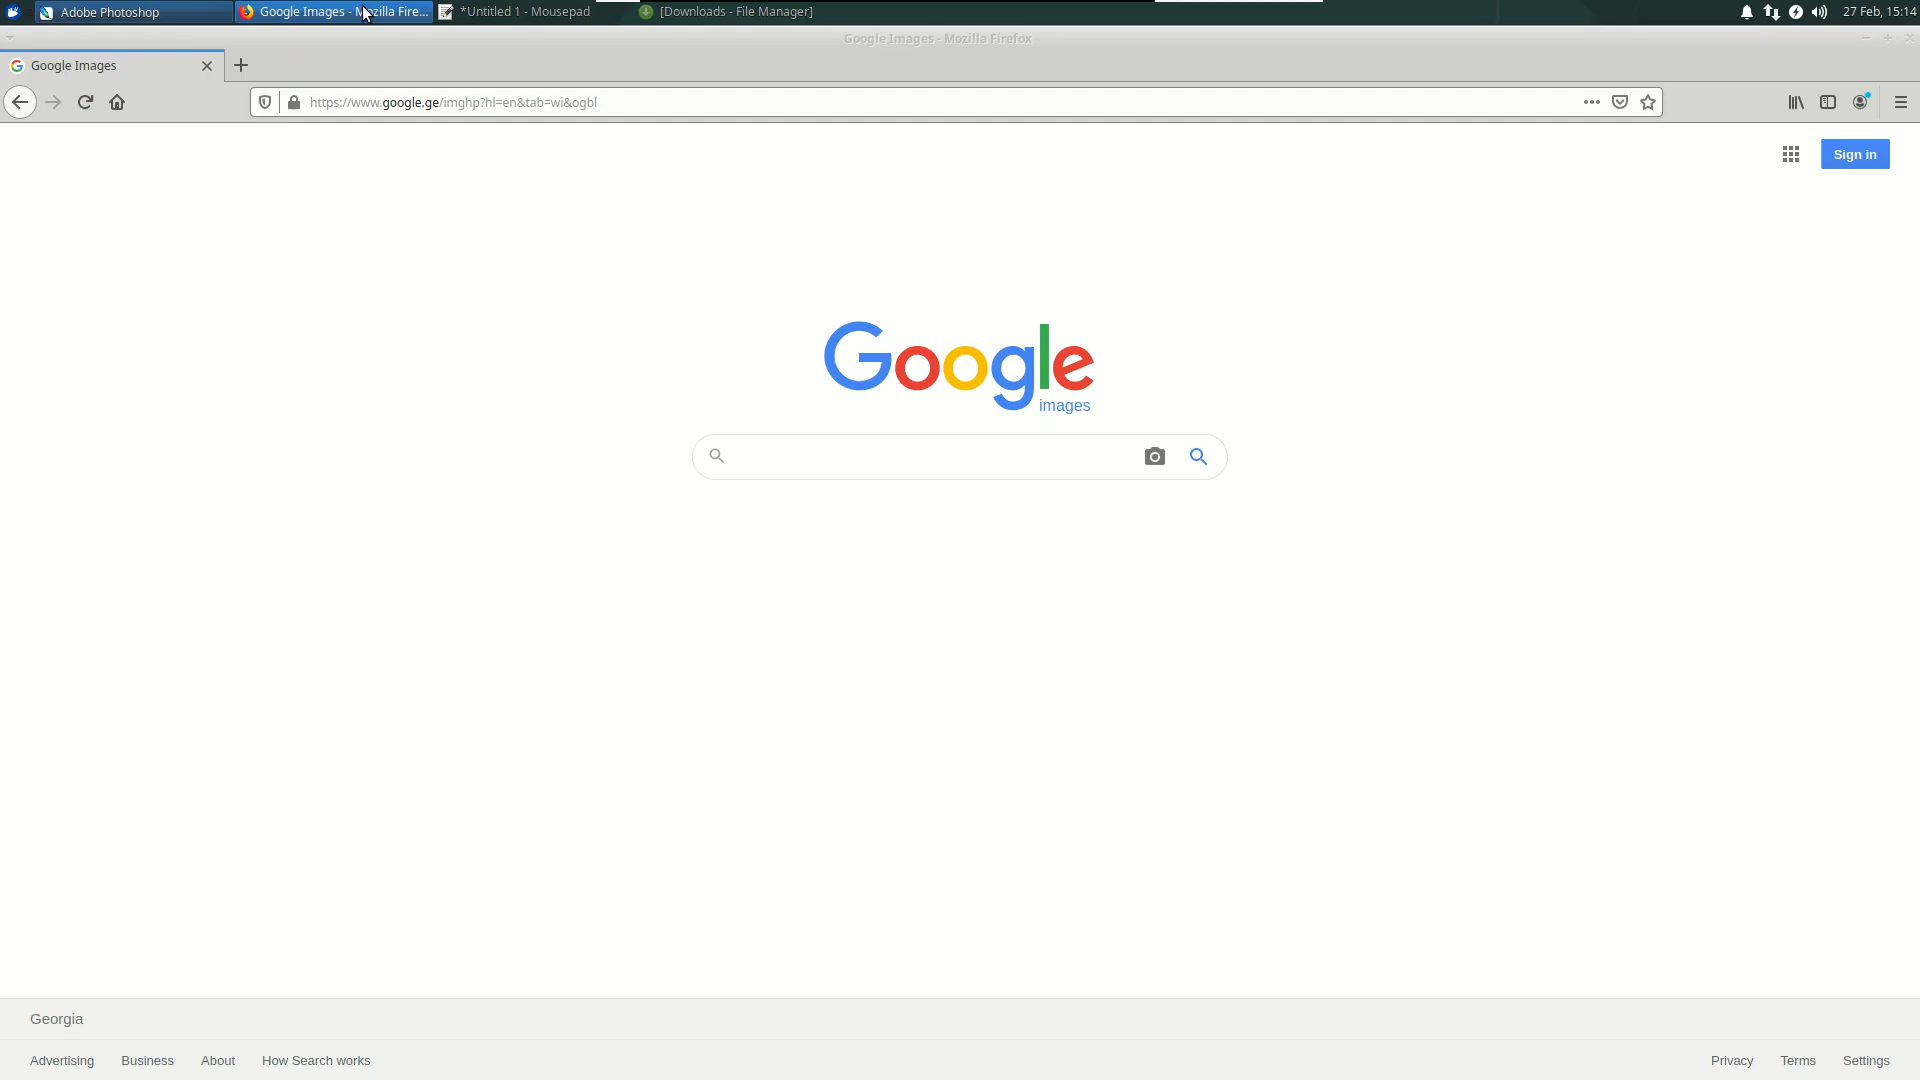 Adobe Photoshop
Google Images - Mozilla Fire...
*Untitled 1 - Mousepad
[Downloads - File Manager]
27 Feb, 15:14
Google Images - Mozilla Firefox
Google Images
https://www.google.ge/imghp?hl=en&tab=wi&ogbl
Sign in
Google
images
Georgia
Advertising
Business
About
How Search works
Privacy
Terms
Settings